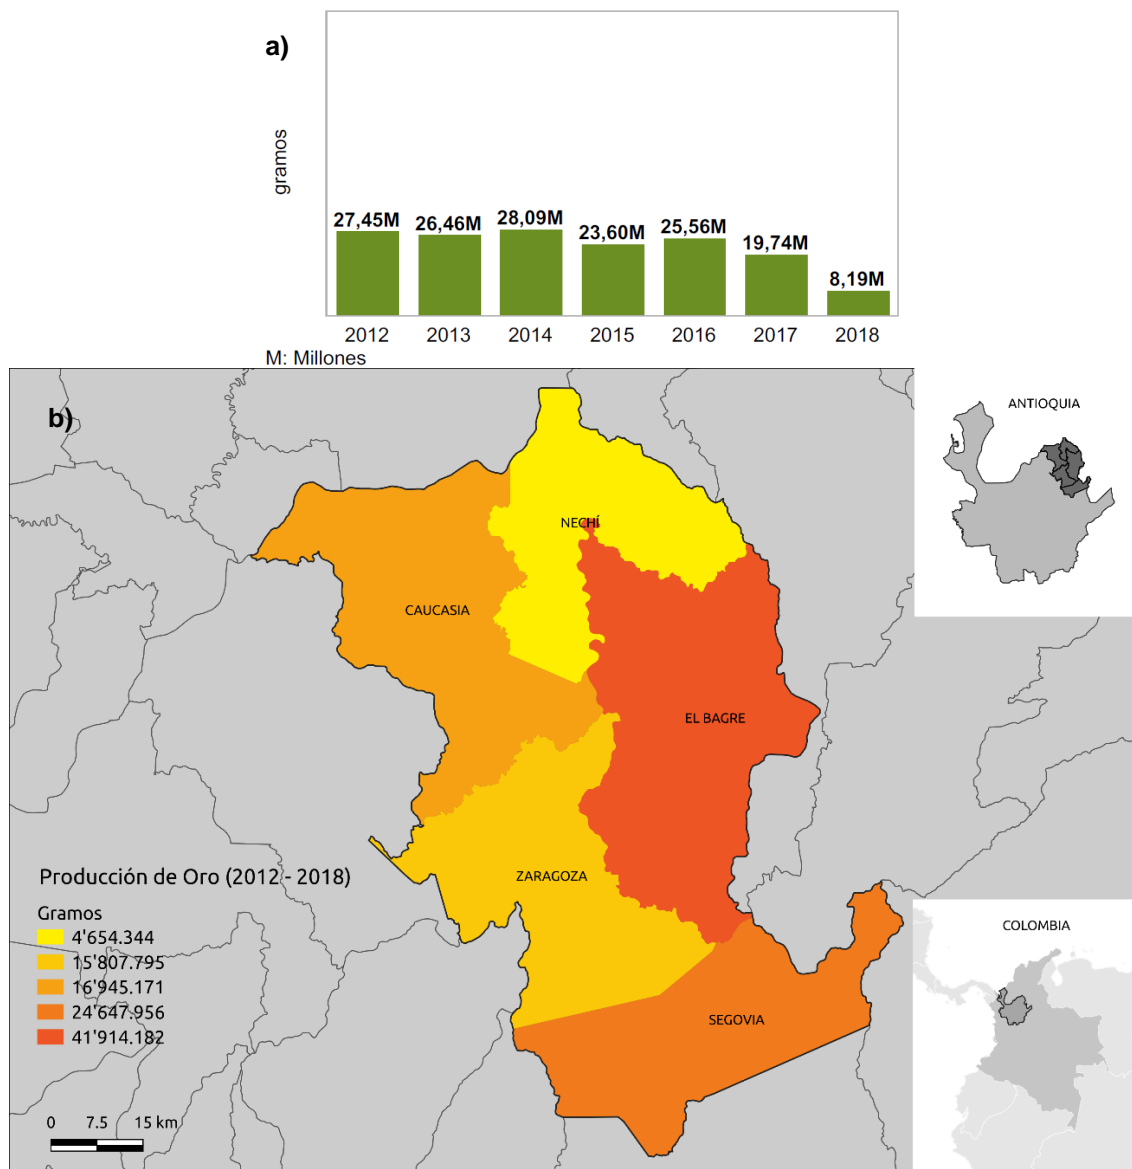 a)
gramos
27,45M 26,46M 28,09M 23,60M 25,56M 19,74M 8,19M
2012 2013 2014 2015 2016 2017 2018
M: Millones
b)
ANTIOQUIA
NECHÍ
CAUCASIA
EL BAGRE
ZARAGOZA
SEGOVIA
Producción de Oro (2012 - 2018)
Gramos
4'654.344
15'807.795
16'945.171
24'647.956
41'914.182
0 7.5 15 km
COLOMBIA